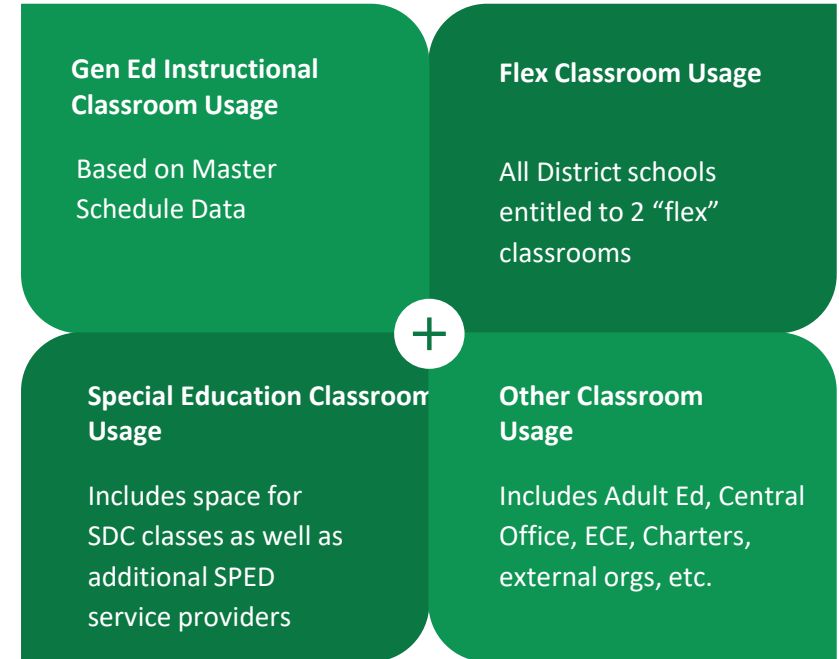 Gen Ed Instructional
Classroom Usage
Based on Master
Schedule Data
Flex Classroom Usage
All District schools
entitled to 2 “flex”
classrooms
+
Special Education Classroom
Usage
Includes space for
SDC classes as well as
additional SPED
service providers
Other Classroom
Usage
Includes Adult Ed, Central
Office, ECE, Charters,
external orgs, etc.